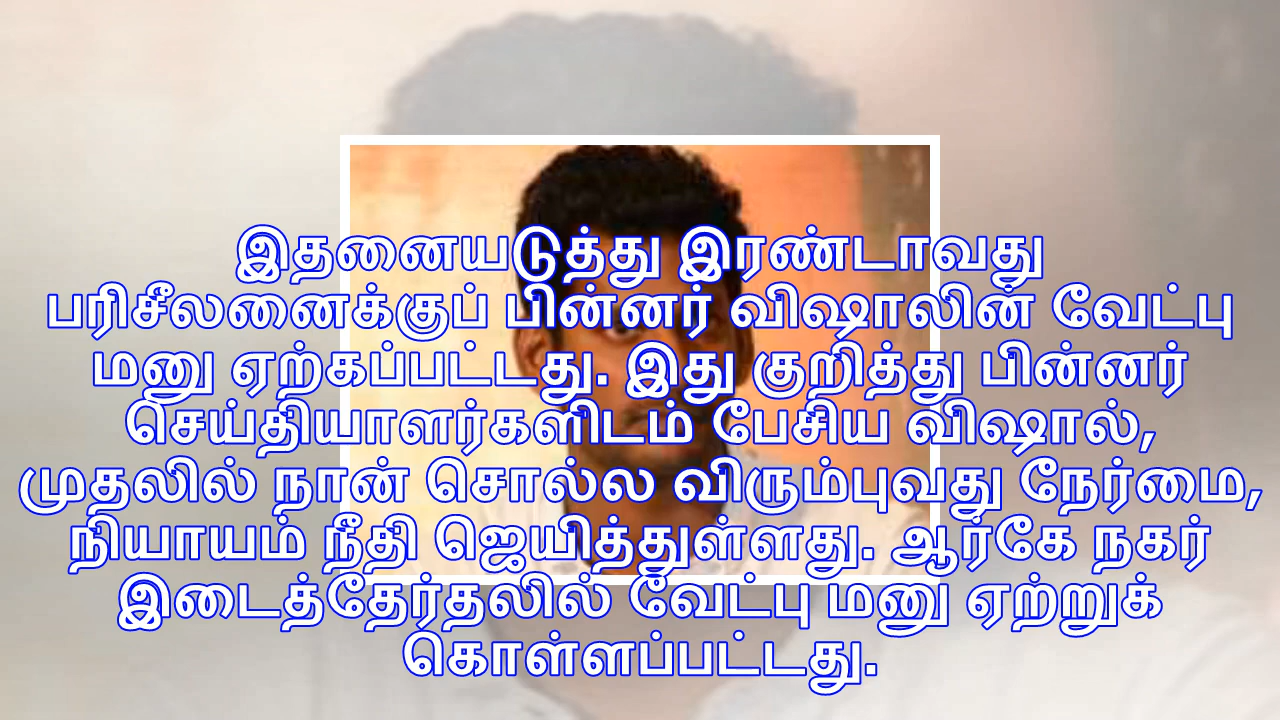 இதனையடுத்து இரண்டாவது
பரிசீலனைக்குப் பின்னர் விஷாலின் வேட்பு
மனு ஏற்கப்பட்டது. இது குறித்து பின்னர்
செய்தியாளர்களிடம் பேசிய விஷால்,
முதலில் நான் சொல்ல விரும்புவது நேர்மை,
நியாயம் நீதி ஜெயித்துள்ளது. ஆர்கே நகர்
இடைத்தேர்தலில் வேட்பு மனு ஏற்றுக்
கொள்ளப்பட்டது.